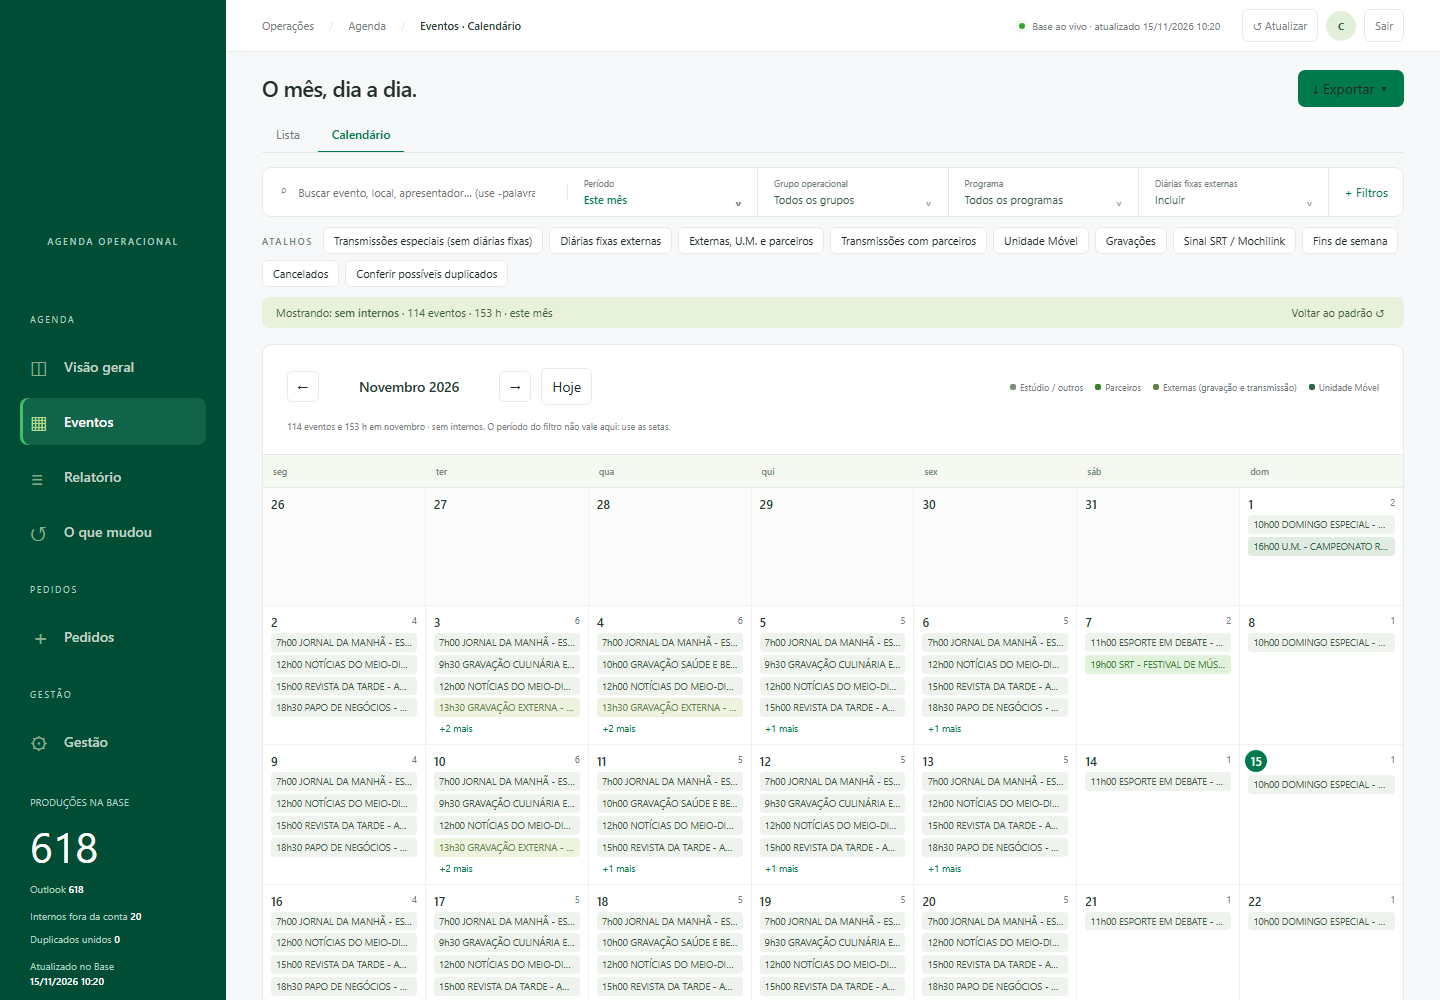 AGENDA OPERACIONAL
AGENDA
Visão geral
Eventos
Relatório
O que mudou
PEDIDOS
Pedidos
GESTÃO
Gestão
PRODUÇÕES NA BASE
618
Outlook 618
Internos fora da conta 20
Duplicados unidos 0
Atualizado no Base
15/11/2026 10:20
Operações / Agenda / Eventos · Calendário
Base ao vivo · atualizado 15/11/2026 10:20
↺ Atualizar
C
Sair
O mês, dia a dia.
↓ Exportar ▾
Lista
Calendário
Buscar evento, local, apresentador... (use -palavra
Período
Este mês
Grupo operacional
Todos os grupos
Programa
Todos os programas
Diárias fixas externas
Incluir
+ Filtros
ATALHOS
Transmissões especiais (sem diárias fixas)
Diárias fixas externas
Externas, U.M. e parceiros
Transmissões com parceiros
Unidade Móvel
Gravações
Sinal SRT / Mochilink
Fins de semana
Cancelados
Conferir possíveis duplicados
Mostrando: sem internos · 114 eventos · 153 h · este mês
Voltar ao padrão ↺
←
Novembro 2026
→
Hoje
Estúdio / outros
Parceiros
Externas (gravação e transmissão)
Unidade Móvel
114 eventos e 153 h em novembro · sem internos. O período do filtro não vale aqui: use as setas.
seg ter qua qui sex sáb dom
26
27
28
29
30
31
1 2
10h00 DOMINGO ESPECIAL - ...
16h00 U.M. - CAMPEONATO R...
2 4
7h00 JORNAL DA MANHÃ - ES...
12h00 NOTÍCIAS DO MEIO-DI...
15h00 REVISTA DA TARDE - A...
18h30 PAPO DE NEGÓCIOS - ...
3 6
7h00 JORNAL DA MANHÃ - ES...
9h30 GRAVAÇÃO CULINÁRIA E...
12h00 NOTÍCIAS DO MEIO-DI...
13h30 GRAVAÇÃO EXTERNA - ...
+2 mais
4 6
7h00 JORNAL DA MANHÃ - ES...
10h00 GRAVAÇÃO SAÚDE E BE...
12h00 NOTÍCIAS DO MEIO-DI...
13h30 GRAVAÇÃO EXTERNA - ...
+2 mais
5 5
7h00 JORNAL DA MANHÃ - ES...
9h30 GRAVAÇÃO CULINÁRIA E...
12h00 NOTÍCIAS DO MEIO-DI...
15h00 REVISTA DA TARDE - A...
+1 mais
6 5
7h00 JORNAL DA MANHÃ - ES...
12h00 NOTÍCIAS DO MEIO-DI...
15h00 REVISTA DA TARDE - A...
18h30 PAPO DE NEGÓCIOS - ...
+1 mais
7 2
11h00 ESPORTE EM DEBATE - ...
19h00 SRT - FESTIVAL DE MÚS...
8 1
10h00 DOMINGO ESPECIAL - ...
9 4
7h00 JORNAL DA MANHÃ - ES...
12h00 NOTÍCIAS DO MEIO-DI...
15h00 REVISTA DA TARDE - A...
18h30 PAPO DE NEGÓCIOS - ...
10 6
7h00 JORNAL DA MANHÃ - ES...
9h30 GRAVAÇÃO CULINÁRIA E...
12h00 NOTÍCIAS DO MEIO-DI...
13h30 GRAVAÇÃO EXTERNA - ...
+2 mais
11 5
7h00 JORNAL DA MANHÃ - ES...
10h00 GRAVAÇÃO SAÚDE E BE...
12h00 NOTÍCIAS DO MEIO-DI...
15h00 REVISTA DA TARDE - A...
+1 mais
12 5
7h00 JORNAL DA MANHÃ - ES...
9h30 GRAVAÇÃO CULINÁRIA E...
12h00 NOTÍCIAS DO MEIO-DI...
15h00 REVISTA DA TARDE - A...
+1 mais
13 5
7h00 JORNAL DA MANHÃ - ES...
12h00 NOTÍCIAS DO MEIO-DI...
15h00 REVISTA DA TARDE - A...
18h30 PAPO DE NEGÓCIOS - ...
+1 mais
14 1
11h00 ESPORTE EM DEBATE - ...
15 1
10h00 DOMINGO ESPECIAL - ...
16 4
7h00 JORNAL DA MANHÃ - ES...
12h00 NOTÍCIAS DO MEIO-DI...
15h00 REVISTA DA TARDE - A...
18h30 PAPO DE NEGÓCIOS - ...
17 5
7h00 JORNAL DA MANHÃ - ES...
9h30 GRAVAÇÃO CULINÁRIA E...
12h00 NOTÍCIAS DO MEIO-DI...
15h00 REVISTA DA TARDE - A...
18 5
7h00 JORNAL DA MANHÃ - ES...
10h00 GRAVAÇÃO SAÚDE E BE...
12h00 NOTÍCIAS DO MEIO-DI...
15h00 REVISTA DA TARDE - A...
19 5
7h00 JORNAL DA MANHÃ - ES...
9h30 GRAVAÇÃO CULINÁRIA E...
12h00 NOTÍCIAS DO MEIO-DI...
15h00 REVISTA DA TARDE - A...
20 5
7h00 JORNAL DA MANHÃ - ES...
12h00 NOTÍCIAS DO MEIO-DI...
15h00 REVISTA DA TARDE - A...
18h30 PAPO DE NEGÓCIOS - ...
21 1
11h00 ESPORTE EM DEBATE - ...
22 1
10h00 DOMINGO ESPECIAL - ...